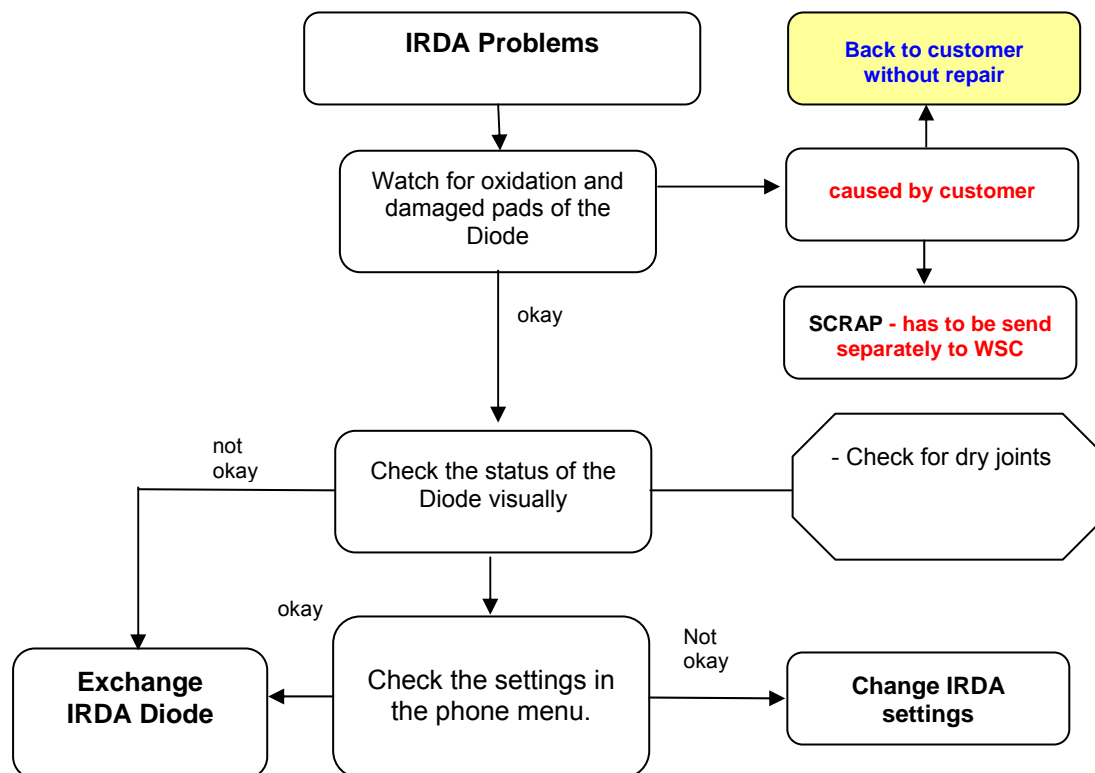 IRDA Problems
Back to customer
without repair
Watch for oxidation and
damaged pads of the
Diode
caused by customer
okay
SCRAP - has to be send
separately to WSC
not
okay
Check the status of the
Diode visually
- Check for dry joints
okay
Not
okay
Exchange
IRDA Diode
Check the settings in
the phone menu.
Change IRDA
settings